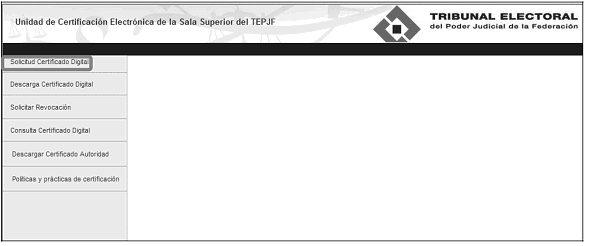 Unidad de Certificación Electrónica de la Sala Superior del TEPJF
TRIBUNAL ELECTORAL
del Poder Judicial de la Federación
Solicitud Certificado Digital
Descarga Certificado Digital
Solicitar Revocación
Consulta Certificado Digital
Descargar Certificado Autoridad
Políticas y prácticas de certificación